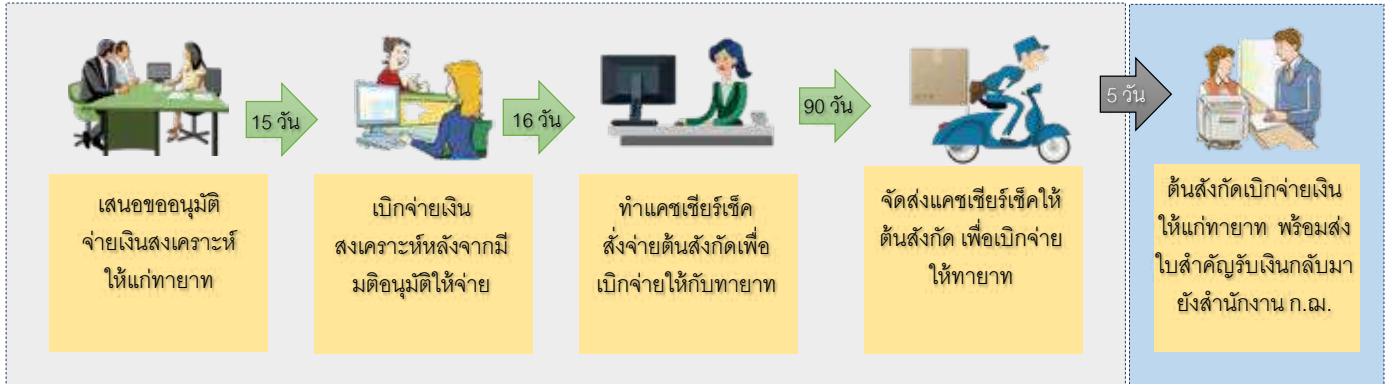 15 วัน
16 วัน
90 วัน
5 วัน
เสนอขออนุมัติ
จ่ายเงินสงเคราะห์
ให้แก่ทายาท
เบิกจ่ายเงิน
สงเคราะห์หลังจากมี
มติอนุมัติให้จ่าย
ทำแคชเชียร์เช็ค
สั่งจ่ายต้นสังกัดเพื่อ
เบิกจ่ายให้กับทายาท
จัดส่งแคชเชียร์เช็คให้
ต้นสังกัด เพื่อเบิกจ่าย
ให้ทายาท
ต้นสังกัดเบิกจ่ายเงิน
ให้แก่ทายาท พร้อมส่ง
ใบสำคัญรับเงินกลับมา
ยังสำนักงาน ก.ฌ.